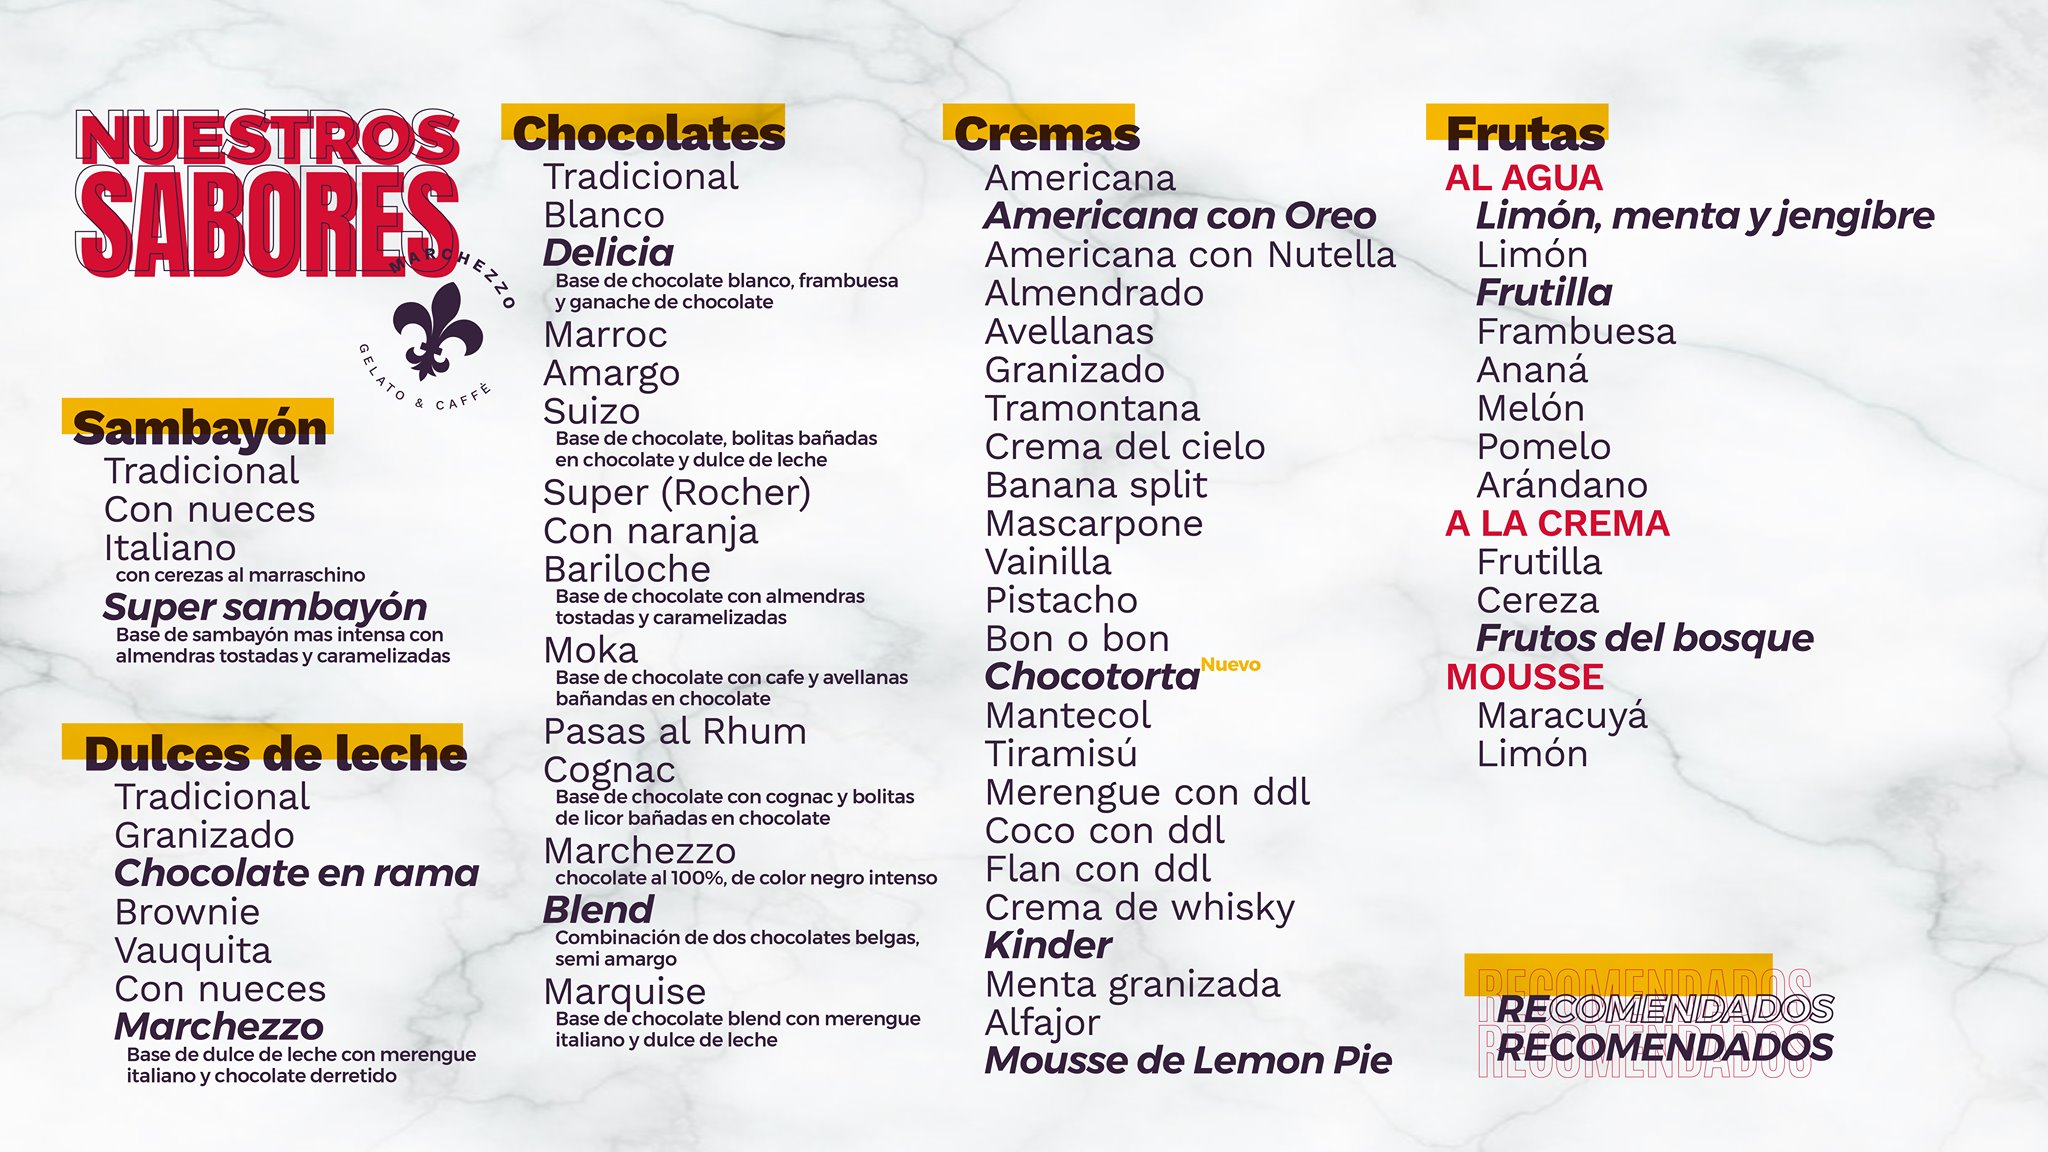 NUESTROS
SABORES
MARCHEZZO
GELATO & CAFFÈ
Sambayón
Tradicional
Con nueces
Italiano
con cerezas al marraschino
Super sambayón
Base de sambayón mas intensa con
almendras tostadas y caramelizadas
Dulces de leche
Tradicional
Granizado
Chocolate en rama
Brownie
Vauquita
Con nueces
Marchezzo
Base de dulce de leche con merengue
italiano y chocolate derretido
Chocolates
Tradicional
Blanco
Delicia
Base de chocolate blanco, frambuesa
y ganache de chocolate
Marroc
Amargo
Suizo
Base de chocolate, bolitas bañadas
en chocolate y dulce de leche
Super (Rocher)
Con naranja
Bariloche
Base de chocolate con almendras
tostadas y caramelizadas
Moka
Base de chocolate con cafe y avellanas
bañandas en chocolate
Pasas al Rhum
Cognac
Base de chocolate con cognac y bolitas
de licor bañadas en chocolate
Marchezzo
chocolate al 100%, de color negro intenso
Blend
Combinación de dos chocolates belgas,
semi amargo
Marquise
Base de chocolate blend con merengue
italiano y dulce de leche
Cremas
Americana
Americana con Oreo
Americana con Nutella
Almendrado
Avellanas
Granizado
Tramontana
Crema del cielo
Banana split
Mascarpone
Vainilla
Pistacho
Bon o bon
Chocotorta Nuevo
Mantecol
Tiramisú
Merengue con ddl
Coco con ddl
Flan con ddl
Crema de whisky
Kinder
Menta granizada
Alfajor
Mousse de Lemon Pie
Frutas
AL AGUA
Limón, menta y jengibre
Limón
Frutilla
Frambuesa
Ananá
Melón
Pomelo
Arándano
A LA CREMA
Frutilla
Cereza
Frutos del bosque
MOUSSE
Maracuyá
Limón
RECOMENDADOS
RECOMENDADOS
RECOMENDADOS
RECOMENDADOS